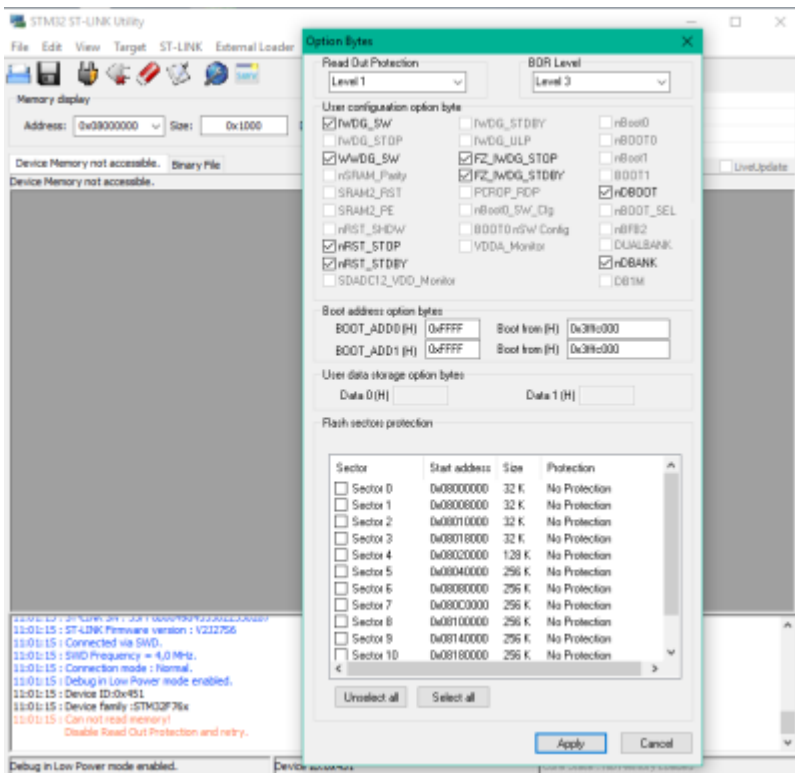 STM32 ST-LINK Utility
File Edit View Target ST-LINK External Loader
Memory display
Address: 0x08000000 Size: 0x1000
Device Memory not accessible. Binary File
LiveUpdate
Device Memory not accessible.
Option Bytes
Read Out Protection BOR Level
Level 1 Level 3
User configuration option byte
IWDG_SW IWDG_STDBY nBoot0
IWDG_STOP IWDG_ULP nBOOT0
WWDG_SW FZ_IWDG_STOP nBoot1
nSRAM_Parity FZ_IWDG_STDBY BOOT1
SRAM2_RST PCROP_RDP nDBOOT
SRAM2_PE nBoot0_SW_Cfg nBOOT_SEL
nRST_SHDW BOOT0nSW Config nBFB2
nRST_STOP VDDA_Monitor DUALBANK
nRST_STDBY nDBANK
SDADC12_VDD_Monitor DB1M
Boot address option bytes
BOOT_ADD0 (H) 0xFFFF Boot from (H) 0x3fffc000
BOOT_ADD1 (H) 0xFFFF Boot from (H) 0x3fffc000
User data storage option bytes
Data 0 (H) Data 1 (H)
Flash sectors protection
Sector Start address Size Protection
Sector 0 0x08000000 32 K No Protection
Sector 1 0x08008000 32 K No Protection
Sector 2 0x08010000 32 K No Protection
Sector 3 0x08018000 32 K No Protection
Sector 4 0x08020000 128 K No Protection
Sector 5 0x08040000 256 K No Protection
Sector 6 0x08080000 256 K No Protection
Sector 7 0x080C0000 256 K No Protection
Sector 8 0x08100000 256 K No Protection
Sector 9 0x08140000 256 K No Protection
Sector 10 0x08180000 256 K No Protection
Unselect all Select all
Apply Cancel
11:01:15 : ST-LINK SN :
11:01:15 : ST-LINK Firmware version : V2J27S6
11:01:15 : Connected via SWD.
11:01:15 : SWD Frequency = 4,0 MHz.
11:01:15 : Connection mode : Normal.
11:01:15 : Debug in Low Power mode enabled.
11:01:15 : Device ID:0x451
11:01:15 : Device family :STM32F76x
11:01:15 : Can not read memory!
Disable Read Out Protection and retry.
Debug in Low Power mode enabled. Device ID:0x451